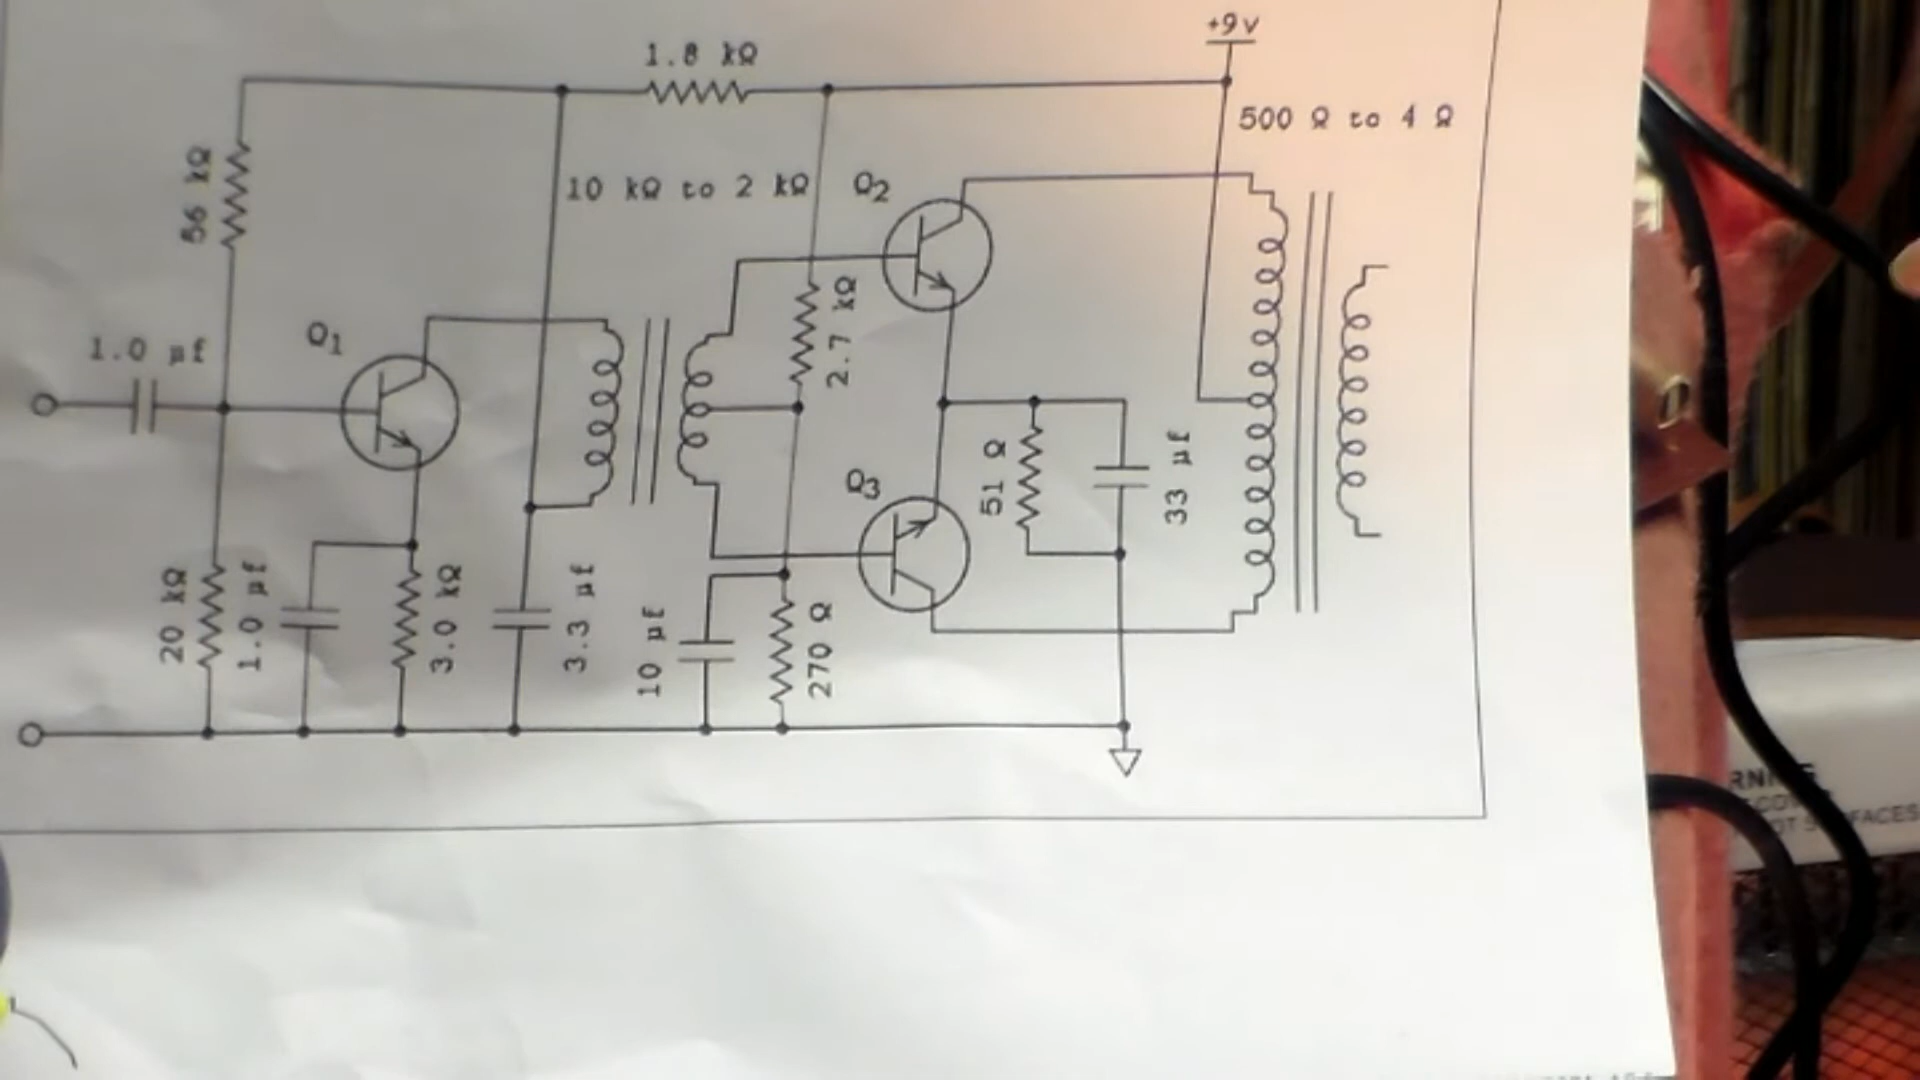 +9v
1.8 kΩ
500 Ω to 4 Ω
56 kΩ
10 kΩ to 2 kΩ
Q2
1.0 µf
Q1
2.7 kΩ
Q3
51 Ω
33 µf
20 kΩ
1.0 µf
3.0 kΩ
3.3 µf
10 µf
270 Ω